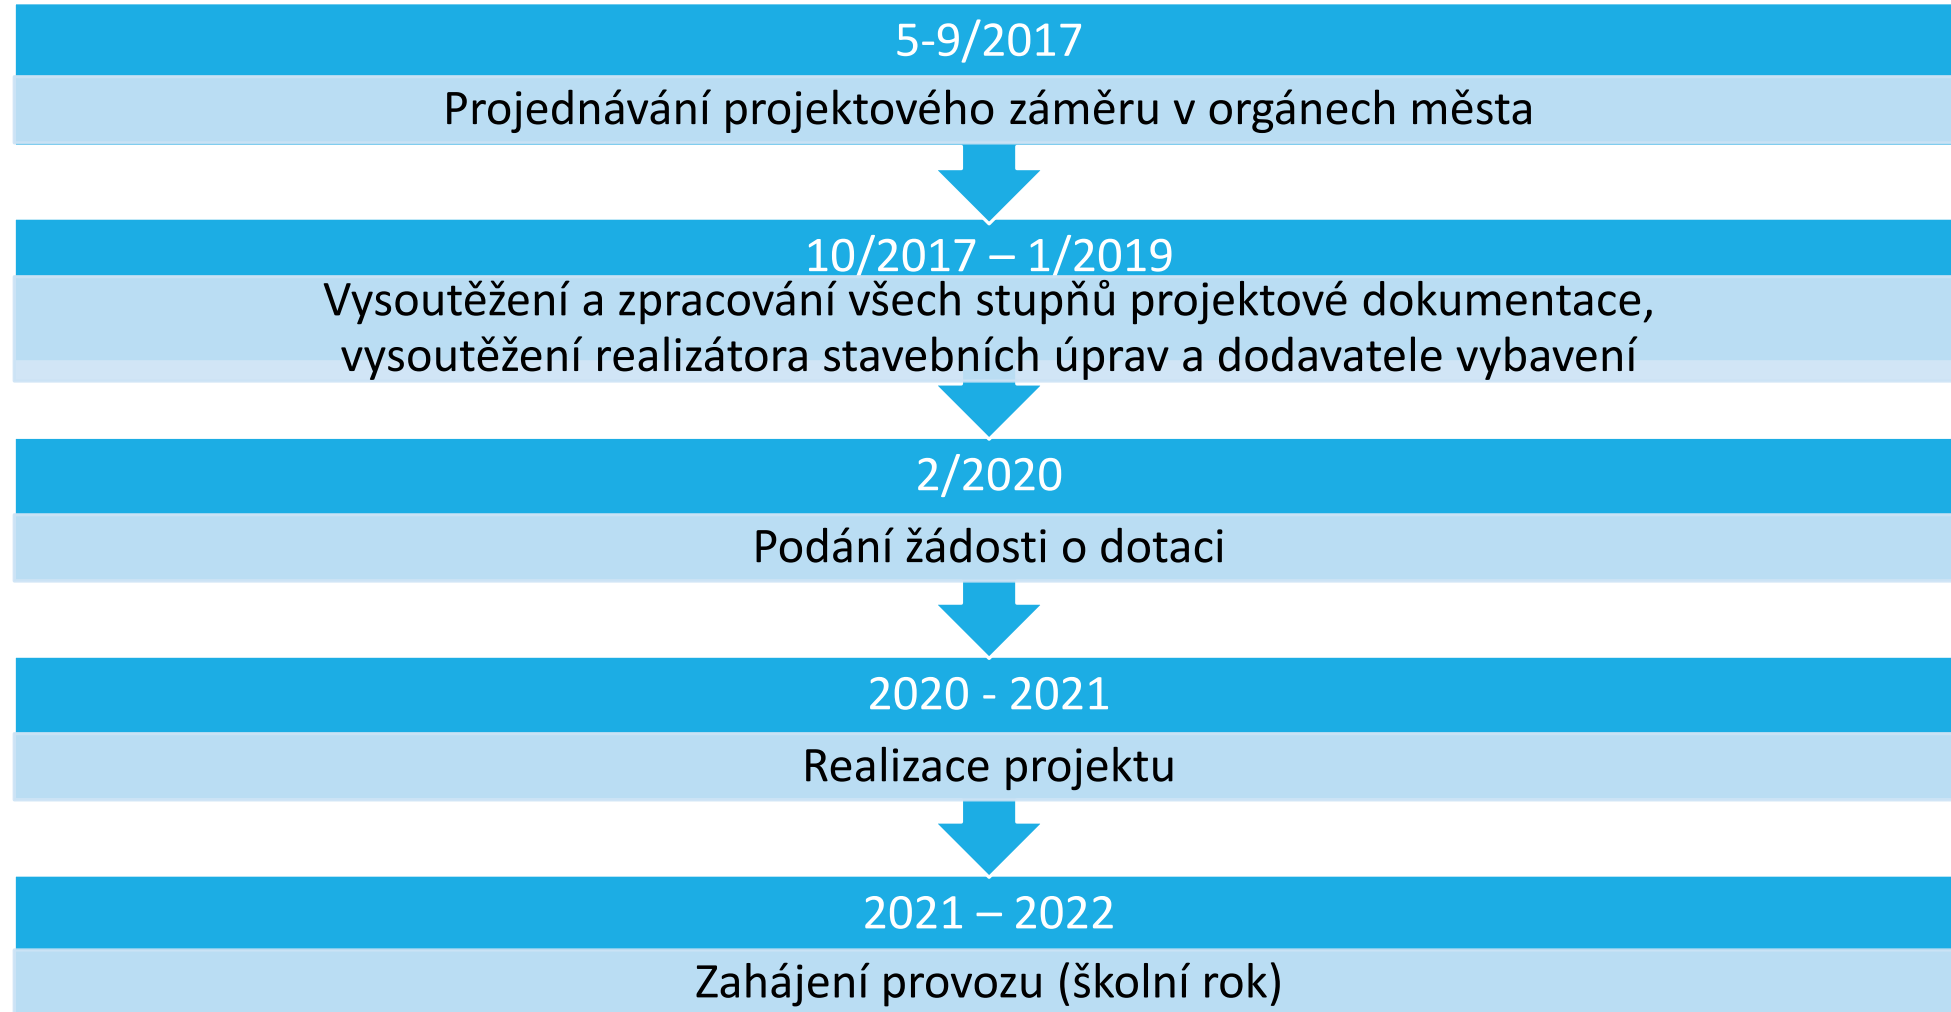 5-9/2017
Projednávání projektového záměru v orgánech města
10/2017 – 1/2019
Vysoutěžení a zpracování všech stupňů projektové dokumentace,
vysoutěžení realizátora stavebních úprav a dodavatele vybavení
2/2020
Podání žádosti o dotaci
2020 - 2021
Realizace projektu
2021 – 2022
Zahájení provozu (školní rok)